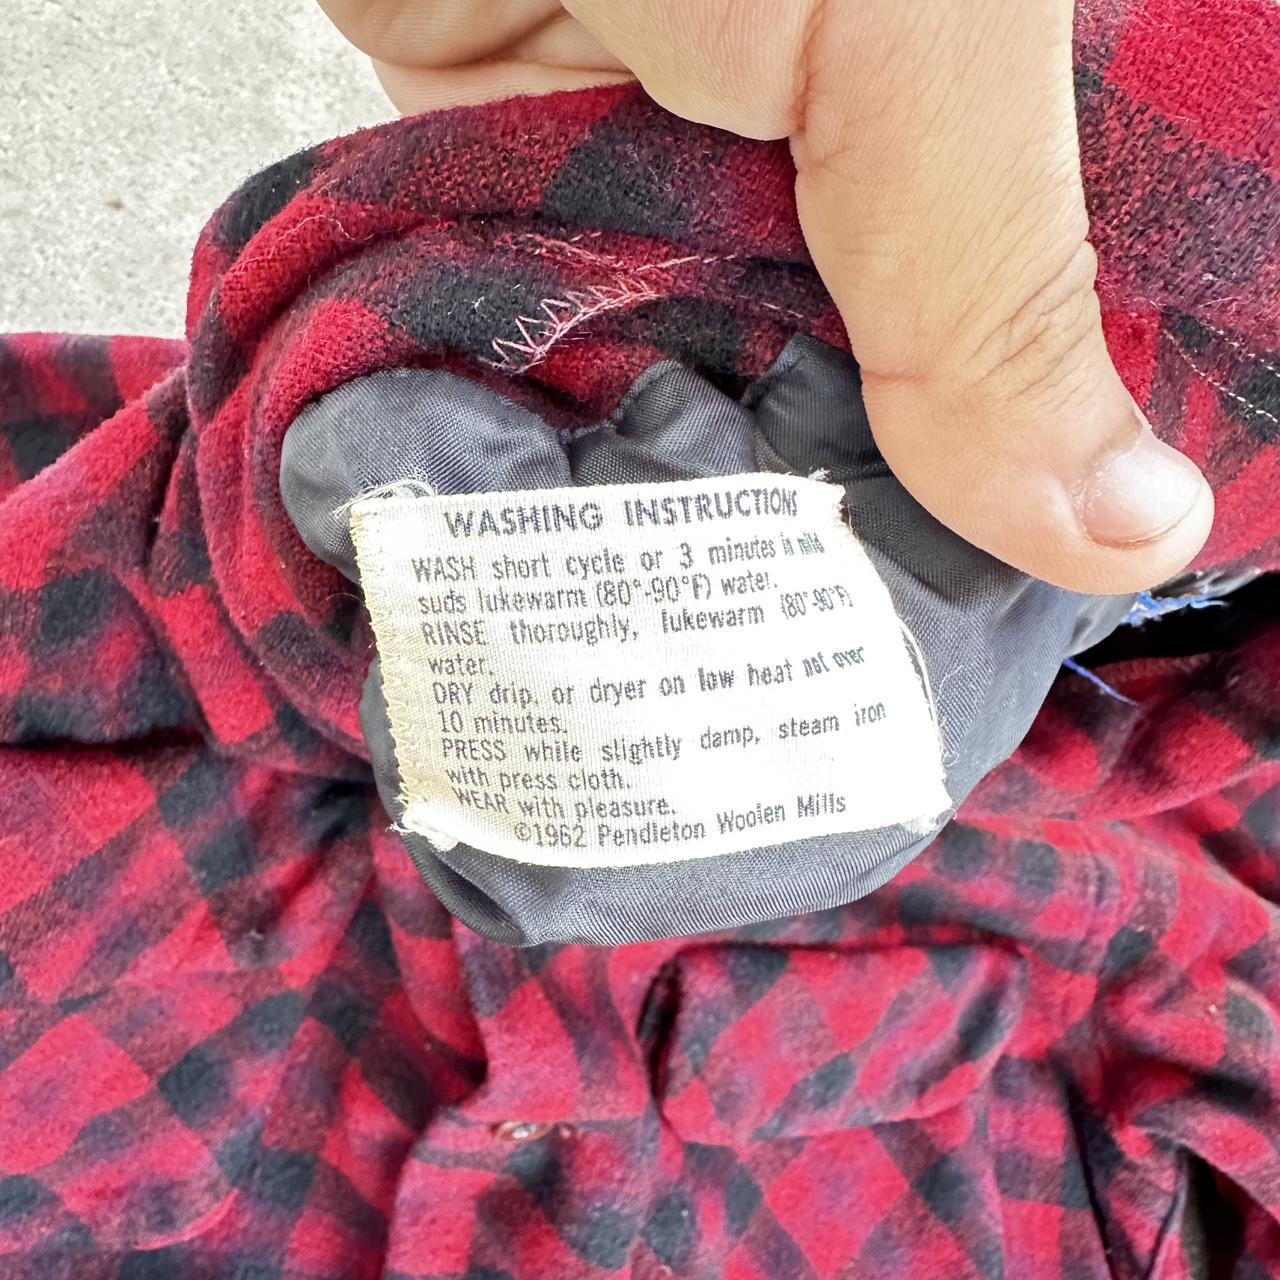 WASHING INSTRUCTIONS
WASH short cycle or 3 minutes in mild
suds lukewarm (80°-90°F) water.
RINSE thoroughly, lukewarm (80°-90°F)
water.
DRY drip, or dryer on low heat not over
10 minutes.
PRESS while slightly damp, steam iron
with press cloth.
WEAR with pleasure.
©1962 Pendleton Woolen Mills